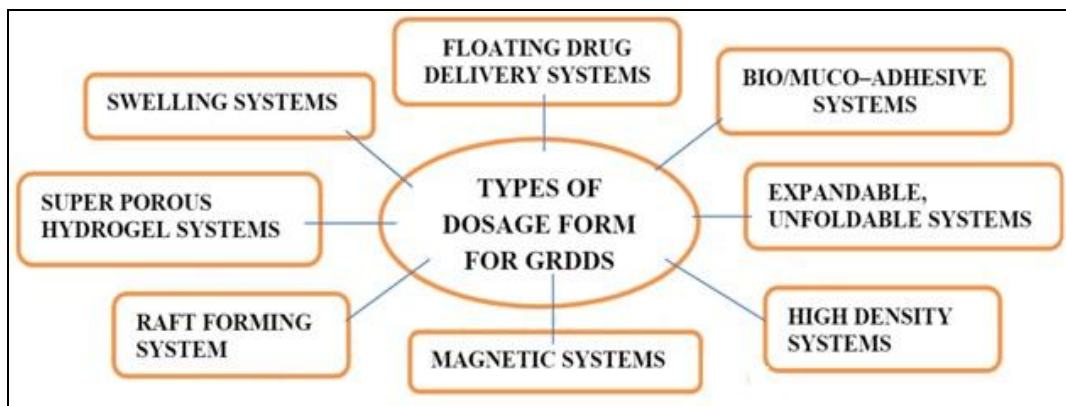 FLOATING DRUG
DELIVERY SYSTEMS
BIO/MUCO–ADHESIVE
SYSTEMS
SWELLING SYSTEMS
TYPES OF
DOSAGE FORM
FOR GRDDS
SUPER POROUS
HYDROGEL SYSTEMS
EXPANDABLE,
UNFOLDABLE SYSTEMS
RAFT FORMING
SYSTEM
MAGNETIC SYSTEMS
HIGH DENSITY
SYSTEMS